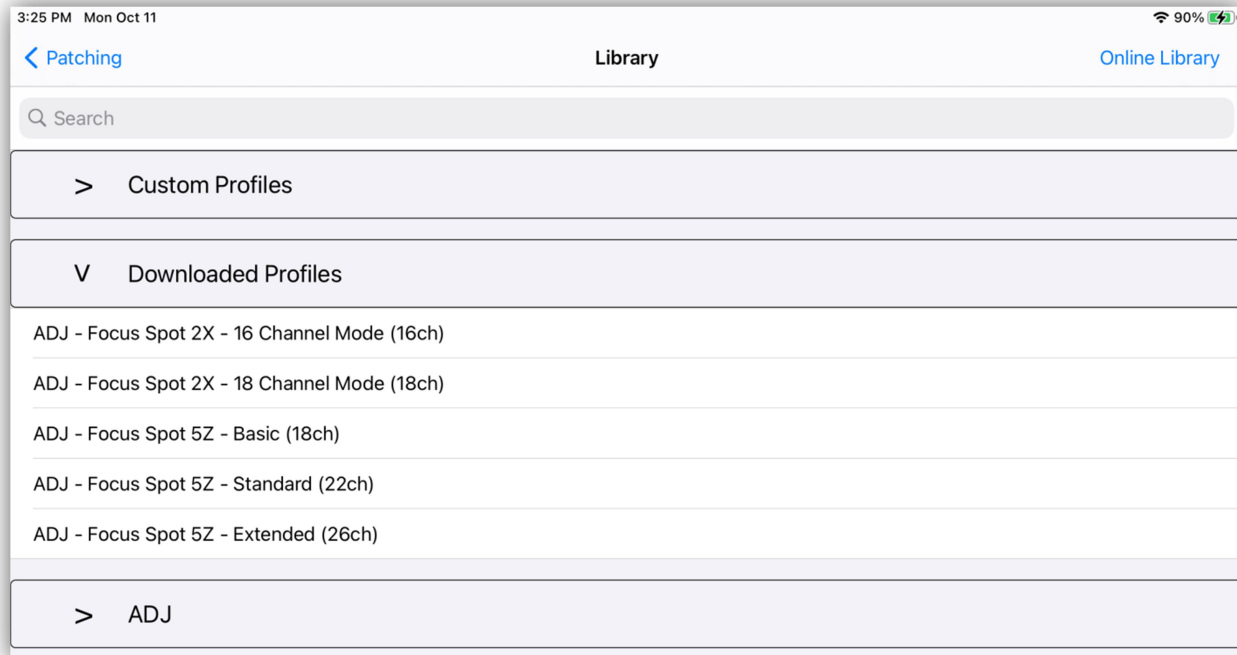 3:25 PM Mon Oct 11 90%
Patching Library Online Library
Search
> Custom Profiles
V Downloaded Profiles
ADJ - Focus Spot 2X - 16 Channel Mode (16ch)
ADJ - Focus Spot 2X - 18 Channel Mode (18ch)
ADJ - Focus Spot 5Z - Basic (18ch)
ADJ - Focus Spot 5Z - Standard (22ch)
ADJ - Focus Spot 5Z - Extended (26ch)
> ADJ